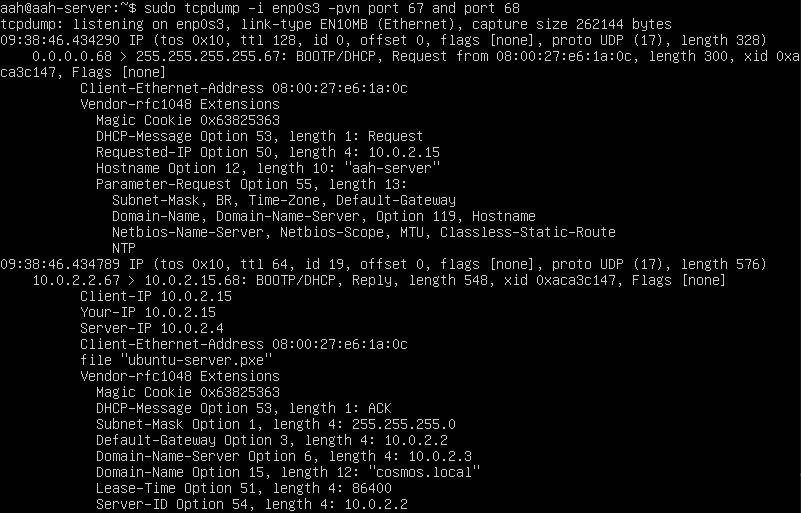 aah@aah-server:~$ sudo tcpdump -i enp0s3 -pvn port 67 and port 68
tcpdump: listening on enp0s3, link-type EN10MB (Ethernet), capture size 262144 bytes
09:38:46.434290 IP (tos 0x10, ttl 128, id 0, offset 0, flags [none], proto UDP (17), length 328)
    0.0.0.0.68 > 255.255.255.255.67: BOOTP/DHCP, Request from 08:00:27:e6:1a:0c, length 300, xid 0xa
ca3c147, Flags [none]
          Client-Ethernet-Address 08:00:27:e6:1a:0c
          Vendor-rfc1048 Extensions
            Magic Cookie 0x63825363
            DHCP-Message Option 53, length 1: Request
            Requested-IP Option 50, length 4: 10.0.2.15
            Hostname Option 12, length 10: "aah-server"
            Parameter-Request Option 55, length 13:
              Subnet-Mask, BR, Time-Zone, Default-Gateway
              Domain-Name, Domain-Name-Server, Option 119, Hostname
              Netbios-Name-Server, Netbios-Scope, MTU, Classless-Static-Route
              NTP
09:38:46.434789 IP (tos 0x10, ttl 64, id 19, offset 0, flags [none], proto UDP (17), length 576)
    10.0.2.2.67 > 10.0.2.15.68: BOOTP/DHCP, Reply, length 548, xid 0xaca3c147, Flags [none]
          Client-IP 10.0.2.15
          Your-IP 10.0.2.15
          Server-IP 10.0.2.4
          Client-Ethernet-Address 08:00:27:e6:1a:0c
          file "ubuntu-server.pxe"
          Vendor-rfc1048 Extensions
            Magic Cookie 0x63825363
            DHCP-Message Option 53, length 1: ACK
            Subnet-Mask Option 1, length 4: 255.255.255.0
            Default-Gateway Option 3, length 4: 10.0.2.2
            Domain-Name-Server Option 6, length 4: 10.0.2.3
            Domain-Name Option 15, length 12: "cosmos.local"
            Lease-Time Option 51, length 4: 86400
            Server-ID Option 54, length 4: 10.0.2.2